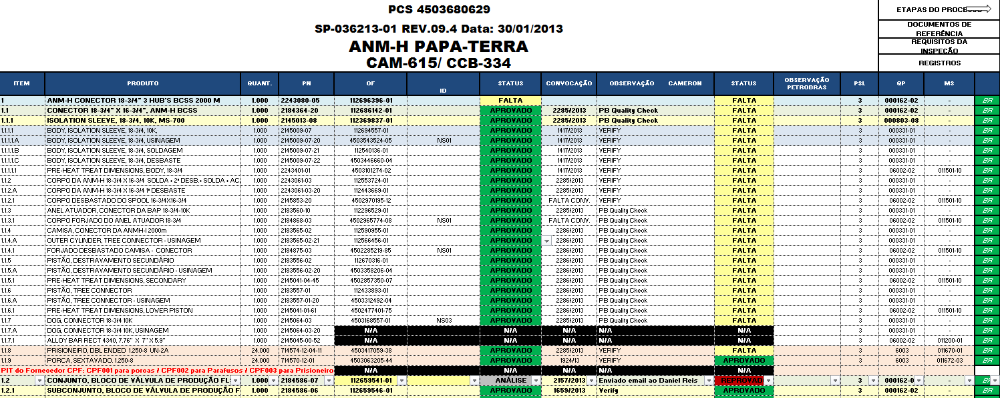 PCS 4503680629
SP-036213-01 REV.09.4 Data: 30/01/2013
ANM-H PAPA-TERRA
CAM-615/ CCB-334
ETAPAS DO PROCESSO
DOCUMENTOS DE
REFERÊNCIA
REQUISITOS DA
INSPEÇÃO
REGISTROS
ITEM PRODUTO QUANT. PN OF ID STATUS CONVOCAÇÃO OBSERVAÇÃO CAMERON STATUS OBSERVAÇÃO PETROBRAS PSL QP MS
1 ANM-H CONECTOR 18-3/4" 3 HUB'S BCSS 2000 M 1.000 2243080-05 112696396-01 FALTA FALTA 3 000162-02 - BR
1.1 CONECTOR 18-3/4" X 16-3/4", ANM-H BCSS 1.000 2184364-20 112686142-01 APROVADO 2285/2013 PB Quality Check FALTA 3 000162-02 - BR
1.1.1 ISOLATION SLEEVE, 18-3/4, 10K, MS-700 1.000 2145013-08 112369837-01 APROVADO 2285/2013 PB Quality Check FALTA 3 000803-08 - BR
1.1.1.1 BODY, ISOLATION SLEEVE, 18-3/4, 10K, 1.000 2145009-07 112694557-01 APROVADO 1417/2013 VERIFY FALTA 3 000331-01 - BR
1.1.1.1.A BODY, ISOLATION SLEEVE, 18-3/4, USINAGEM 1.000 2145009-07-20 4503543524-05 NS01 APROVADO 1417/2013 VERIFY FALTA 3 000331-01 - BR
1.1.1.1.B BODY, ISOLATION SLEEVE, 18-3/4, SOLDAGEM 1.000 2145009-07-21 112540136-01 APROVADO 1417/2013 VERIFY FALTA 3 000331-01 - BR
1.1.1.1.C BODY, ISOLATION SLEEVE, 18-3/4, DESBASTE 1.000 2145009-07-22 4503446660-04 APROVADO 1417/2013 VERIFY FALTA 3 000331-01 - BR
1.1.1.1.1 PRE-HEAT TREAT DIMENSIONS, BODY, 18-3/4 1.000 2243401-01 4503101274-02 APROVADO 1417/2013 VERIFY FALTA 3 06002-02 011501-10 BR
1.1.2 CORPO DA ANM-H 18-3/4 X 16-3/4 SOLDA + 2º DESB.+ SOLDA + AC. 1.000 2243061-03 112553724-01 APROVADO 2285/2013 VERIFY FALTA 3 000331-01 - BR
1.1.2.A CORPO DA ANM-H 18-3/4 X 16-3/4 1º DESBASTE 1.000 2243061-03-20 112443669-01 APROVADO 2285/2013 VERIFY FALTA 3 000331-01 - BR
1.1.2.1 CORPO DESBASTADO DO SPOOL 16-3/4X16-3/4 1.000 2145853-20 4502970195-12 APROVADO FALTA CONV. VERIFY FALTA 3 06002-02 011501-10 BR
1.1.3 ANEL ATUADOR, CONECTOR DA BAP 18-3/4-10K 1.000 2183560-10 112296529-01 APROVADO 2285/2013 PB Quality Check FALTA 3 000331-01 - BR
1.1.3.1 CORPO FORJADO DO ANEL ATUADOR 18-3/4 1.000 2184868-03 4502965774-08 NS01 APROVADO FALTA CONV. PB Quality Check FALTA 3 06002-02 011501-10 BR
1.1.4 CAMISA, CONECTOR DA ANMH-I 2000m 1.000 2183565-02 112590955-01 APROVADO 2286/2013 PB Quality Check FALTA 3 000331-01 - BR
1.1.4.A OUTER CYLINDER, TREE CONNECTOR - USINAGEM 1.000 2183565-02-21 112566456-01 APROVADO 2286/2013 PB Quality Check FALTA 3 000331-01 - BR
1.1.4.1 FORJADO DESBASTADO CAMISA - CONECTOR 1.000 2184875-03 4502285219-85 NS01 APROVADO 2286/2013 PB Quality Check FALTA 3 06002-02 011501-10 BR
1.1.5 PISTÃO, DESTRAVAMENTO SECUNDÁRIO 1.000 2183556-02 112670316-01 APROVADO 2286/2013 PB Quality Check FALTA 3 000331-01 - BR
1.1.5.A PISTÃO, DESTRAVAMENTO SECUNDÁRIO - USINAGEM 1.000 2183556-02-20 4503358206-04 APROVADO 2286/2013 PB Quality Check FALTA 3 000331-01 - BR
1.1.5.1 PRE-HEAT TREAT DIMENSIONS, SECONDARY 1.000 2145041-04-45 4502857350-07 APROVADO 2286/2013 PB Quality Check FALTA 3 06002-02 011501-10 BR
1.1.6 PISTÃO, TREE CONNECTOR 1.000 2183557-01 112433893-01 APROVADO 2286/2013 PB Quality Check FALTA 3 000331-01 - BR
1.1.6.A PISTÃO, TREE CONNECTOR - USINAGEM 1.000 2183557-01-20 4503312492-04 APROVADO 2286/2013 PB Quality Check FALTA 3 000331-01 - BR
1.1.6.1 PRE-HEAT TREAT DIMENSIONS, LOWER PISTON 1.000 2145041-01-61 4502477401-75 APROVADO 2286/2013 PB Quality Check FALTA 3 06002-02 011501-10 BR
1.1.7 DOG, CONNECTOR 18-3/4 10K 1.000 2145064-03 4503168557-01 NS03 APROVADO 2286/2013 PB Quality Check FALTA 3 000331-01 - BR
1.1.7.A DOG, CONNECTOR 18-3/4 10K, USINAGEM 1.000 2145064-03-20 N/A N/A N/A N/A N/A 3 000331-01 - BR
1.1.7.1 ALLOY BAR RECT 4340, 7.76" X 7" X 5.9" 1.000 2145045-00-52 N/A N/A N/A N/A N/A 3 06002-02 011200-01 BR
1.1.8 PRISIONEIRO, DBL ENDED 1.250-8 UN-2A 24.000 714574-12-04-11 4503417059-38 APROVADO 2285/2013 VERIFY FALTA 3 6003 011670-01 BR
1.1.9 PORCA, SEXTAVADO. 1.250-8 24.000 714570-12-01 4503063205-44 APROVADO 1924/13 VERIFY APROVADO 3 6003 011672-03 BR
PIT do Fornecedor CPF: CPF001 para porcas / CPF002 para Parafusos / CPF003 para Prisioneiro N/A N/A N/A N/A N/A
1.2 CONJUNTO, BLOCO DE VÁLVULA DE PRODUÇÃO FLS 1.000 2184586-07 112659541-01 ANÁLISE 2157/2013 Enviado email ao Daniel Reis REPROVAD 3 000162-0 - BR
1.2.1 SUBCONJUNTO, BLOCO DE VÁLVULA DE PRODUÇÃO F 1.000 2184586-06 112659546-01 APROVADO 1659/2013 Verify APROVADO 3 000162-02 - BR